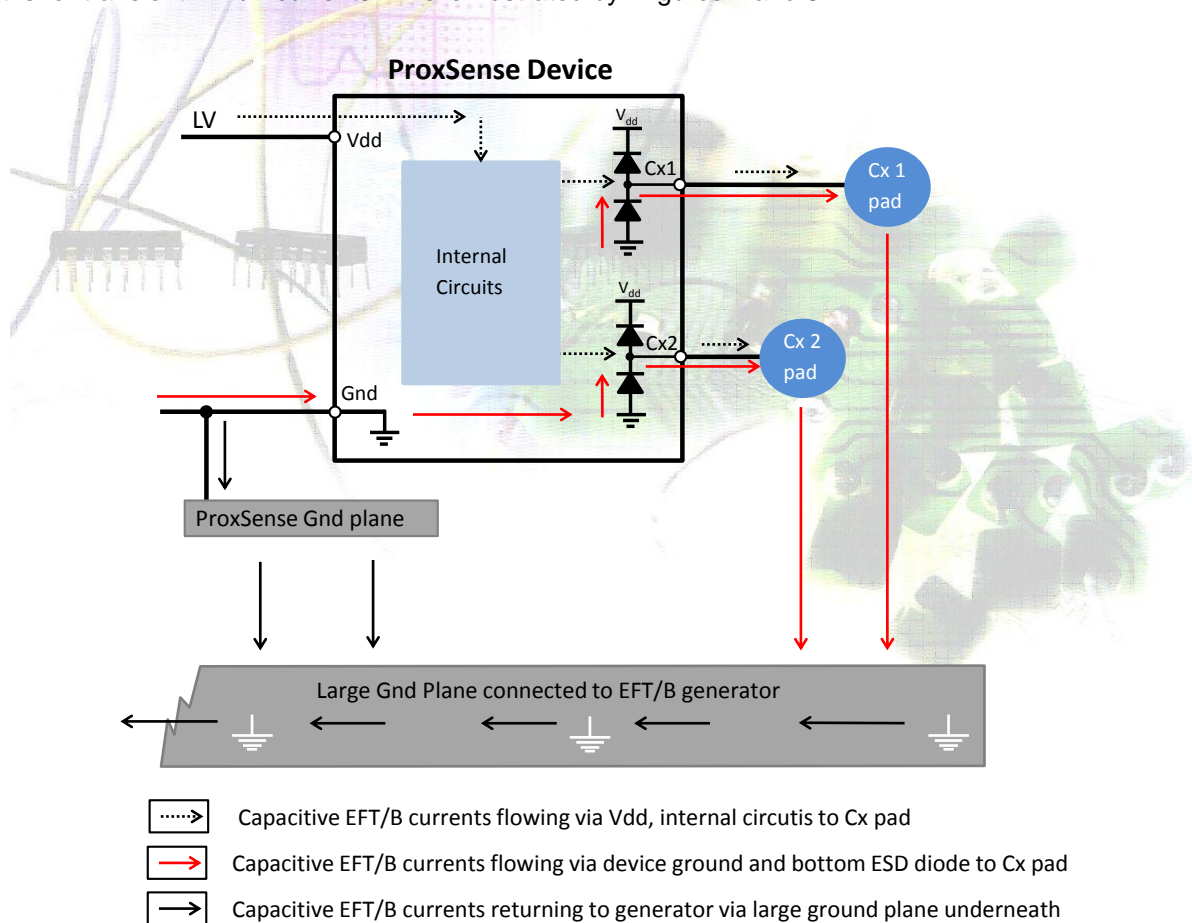 ProxSense Device
LV
Vdd
Vdd
Cx1
Cx 1
pad
Internal
Circuits
Vdd
Cx2
Cx 2
pad
Gnd
ProxSense Gnd plane
Large Gnd Plane connected to EFT/B generator
Capacitive EFT/B currents flowing via Vdd, internal circutis to Cx pad
Capacitive EFT/B currents flowing via device ground and bottom ESD diode to Cx pad
Capacitive EFT/B currents returning to generator via large ground plane underneath